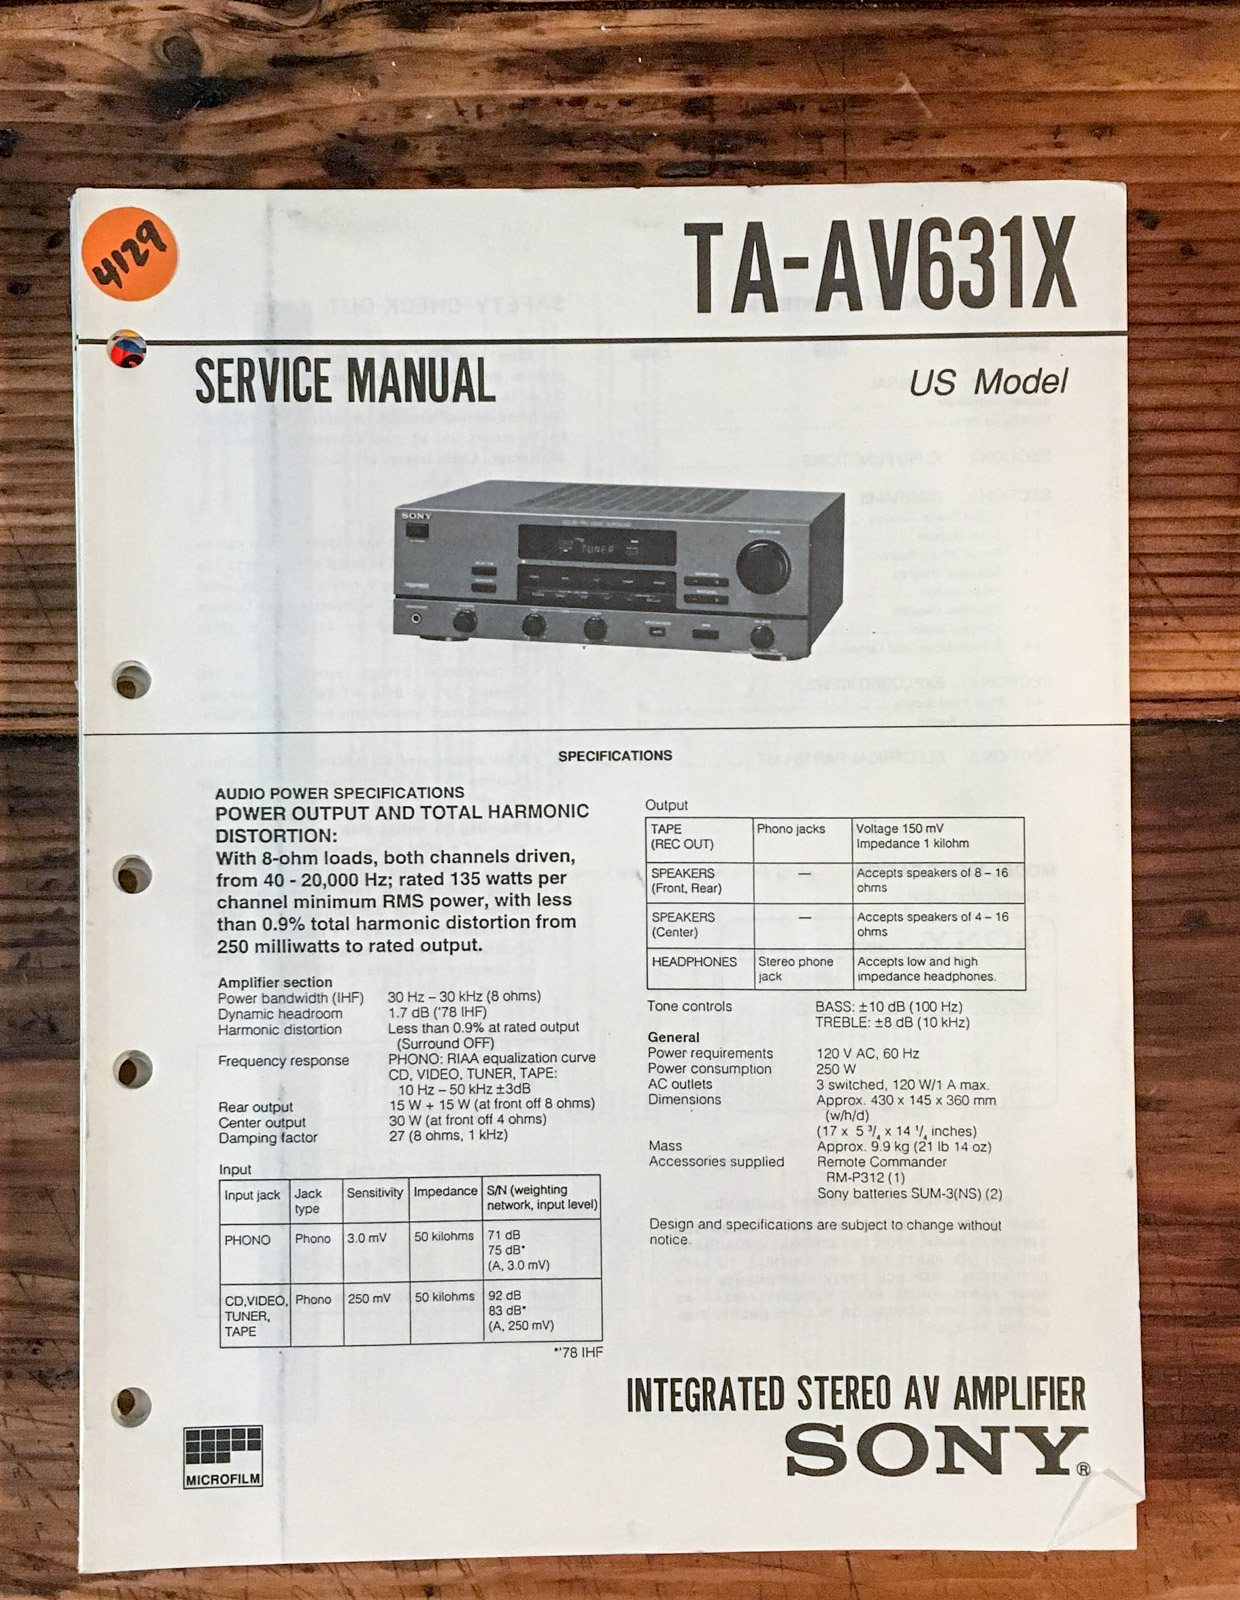 4129
TA-AV631X
SERVICE MANUAL
US Model
SONY
TUNER
SPECIFICATIONS
AUDIO POWER SPECIFICATIONS
POWER OUTPUT AND TOTAL HARMONIC
DISTORTION:
With 8-ohm loads, both channels driven,
from 40 - 20,000 Hz; rated 135 watts per
channel minimum RMS power, with less
than 0.9% total harmonic distortion from
250 milliwatts to rated output.
Amplifier section
Power bandwidth (IHF) 30 Hz – 30 kHz (8 ohms)
Dynamic headroom 1.7 dB ('78 IHF)
Harmonic distortion Less than 0.9% at rated output
(Surround OFF)
Frequency response PHONO: RIAA equalization curve
CD, VIDEO, TUNER, TAPE:
10 Hz – 50 kHz ±3dB
Rear output 15 W + 15 W (at front off 8 ohms)
Center output 30 W (at front off 4 ohms)
Damping factor 27 (8 ohms, 1 kHz)
Input
Input jack Jack type Sensitivity Impedance S/N (weighting network, input level)
PHONO Phono 3.0 mV 50 kilohms 71 dB
75 dB*
(A, 3.0 mV)
CD,VIDEO, Phono 250 mV 50 kilohms 92 dB
TUNER, 83 dB*
TAPE (A, 250 mV)
*'78 IHF
Output
TAPE Phono jacks Voltage 150 mV
(REC OUT) Impedance 1 kilohm
SPEAKERS — Accepts speakers of 8 – 16
(Front, Rear) ohms
SPEAKERS — Accepts speakers of 4 – 16
(Center) ohms
HEADPHONES Stereo phone Accepts low and high
jack impedance headphones.
Tone controls BASS: ±10 dB (100 Hz)
TREBLE: ±8 dB (10 kHz)
General
Power requirements 120 V AC, 60 Hz
Power consumption 250 W
AC outlets 3 switched, 120 W/1 A max.
Dimensions Approx. 430 x 145 x 360 mm
(w/h/d)
(17 x 5 3/4 x 14 1/4 inches)
Mass Approx. 9.9 kg (21 lb 14 oz)
Accessories supplied Remote Commander
RM-P312 (1)
Sony batteries SUM-3(NS) (2)
Design and specifications are subject to change without
notice.
INTEGRATED STEREO AV AMPLIFIER
SONY®
MICROFILM